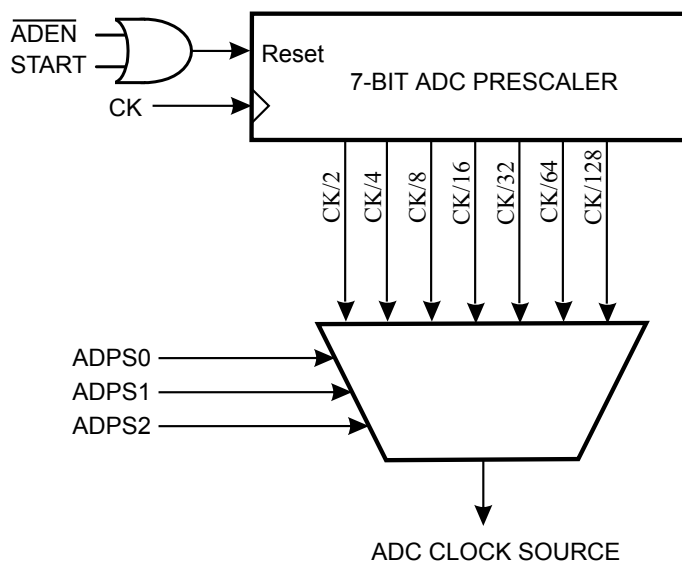 ADEN
START
Reset
7-BIT ADC PRESCALER
CK
CK/2
CK/4
CK/8
CK/16
CK/32
CK/64
CK/128
ADPS0
ADPS1
ADPS2
ADC CLOCK SOURCE